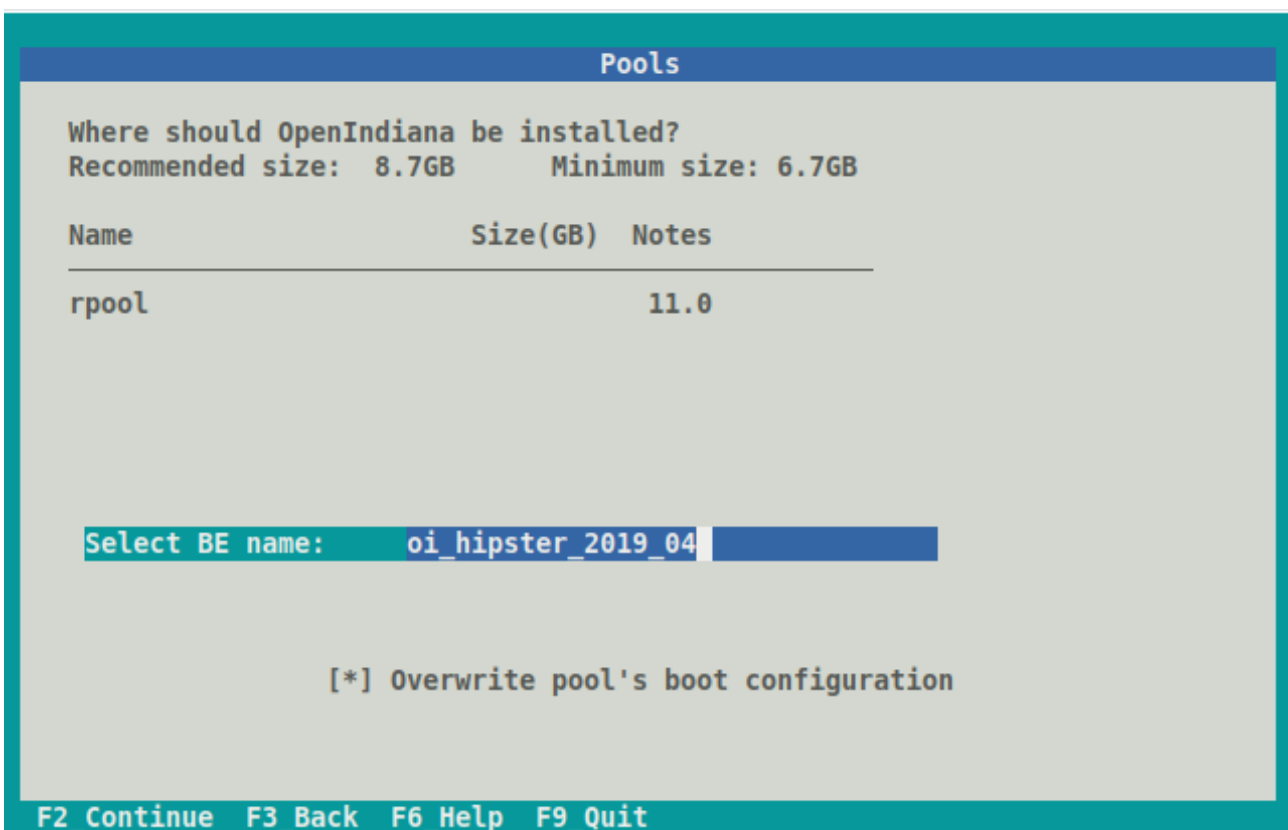 Pools
Where should OpenIndiana be installed?
Recommended size:  8.7GB      Minimum size: 6.7GB
Name                     Size(GB)  Notes
rpool                               11.0
Select BE name:     oi_hipster_2019_04
[*] Overwrite pool's boot configuration
F2 Continue  F3 Back  F6 Help  F9 Quit